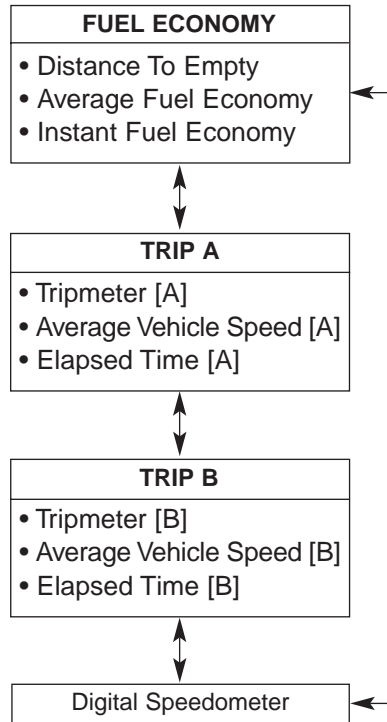 FUEL ECONOMY
• Distance To Empty
• Average Fuel Economy
• Instant Fuel Economy
TRIP A
• Tripmeter [A]
• Average Vehicle Speed [A]
• Elapsed Time [A]
TRIP B
• Tripmeter [B]
• Average Vehicle Speed [B]
• Elapsed Time [B]
Digital Speedometer